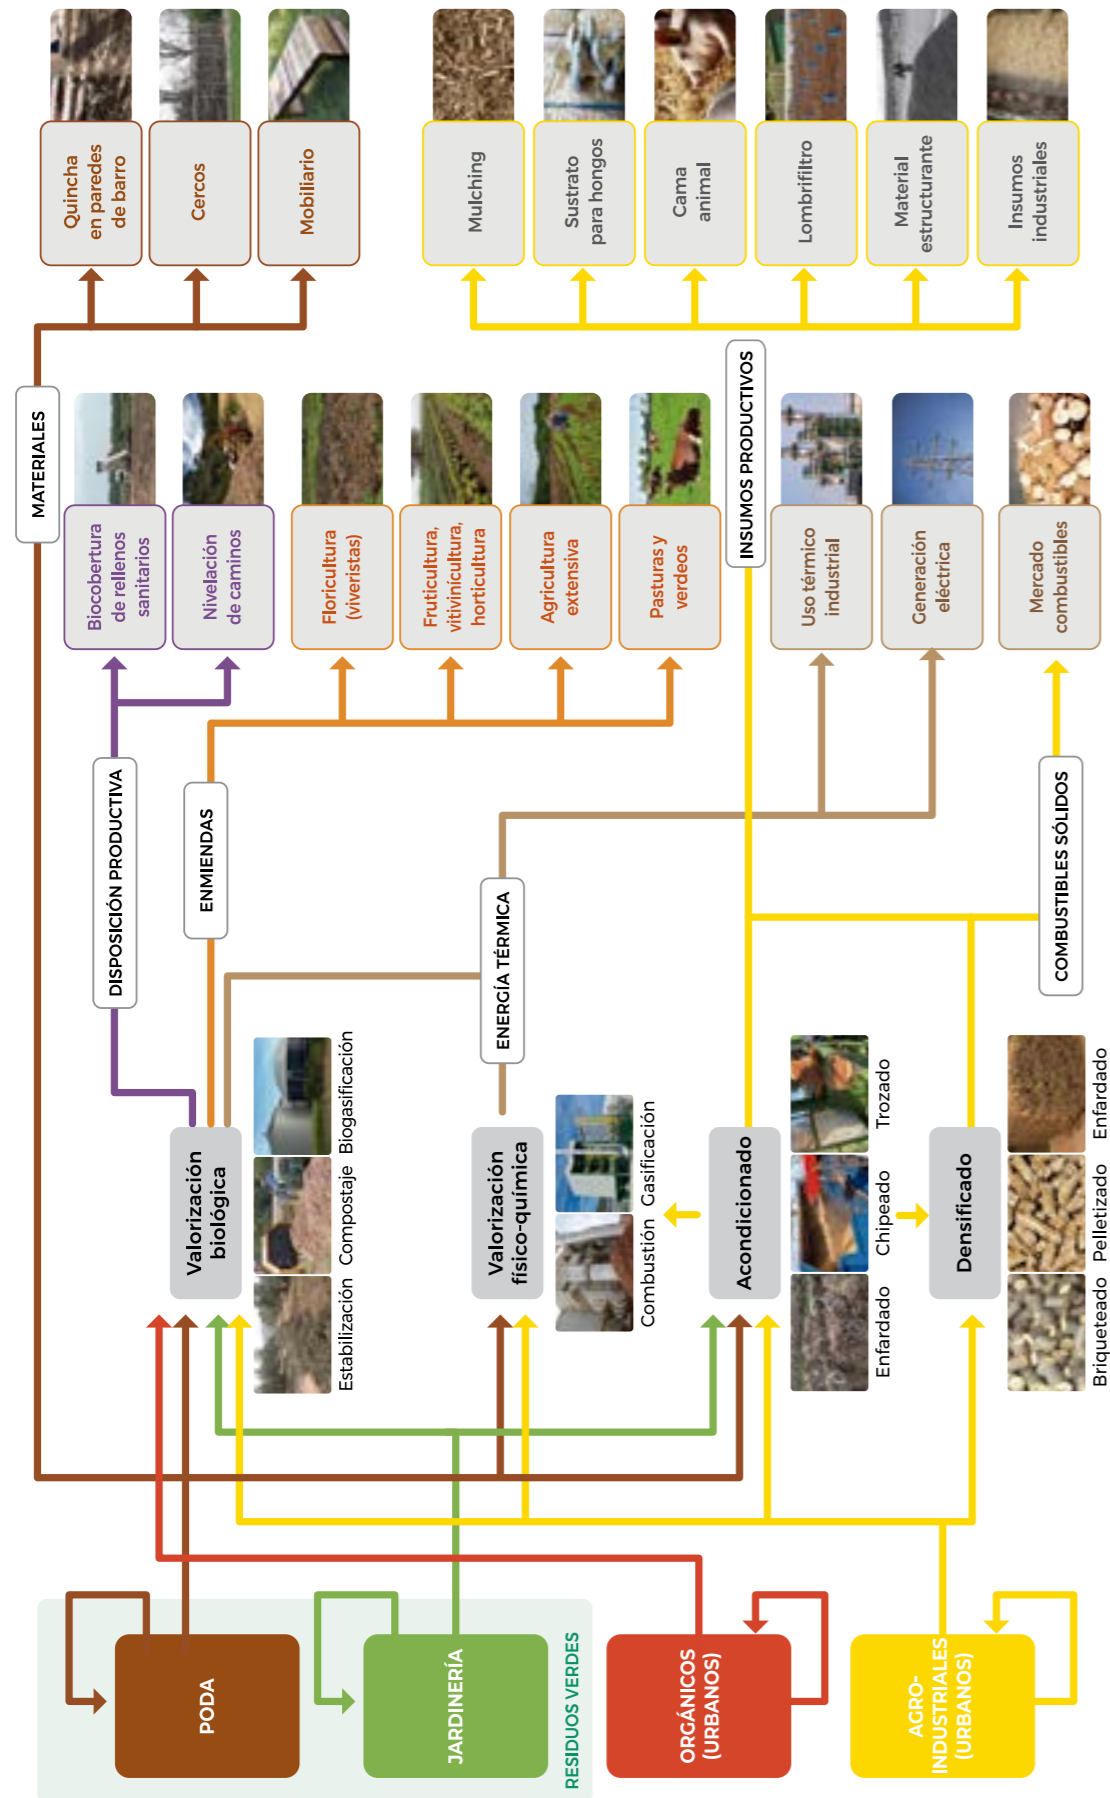 PODA
JARDINERÍA
RESIDUOS VERDES
ORGÁNICOS
(URBANOS)
AGRO-
INDUSTRIALES
(URBANOS)
Valorización
biológica
Estabilización
Compostaje
Biogasificación
Valorización
físico-química
Combustión
Gasificación
Acondicionado
Enfardado
Chipeado
Trozado
Densificado
Briqueteado
Pelletizado
Enfardado
MATERIALES
DISPOSICIÓN PRODUCTIVA
ENMIENDAS
ENERGÍA TÉRMICA
INSUMOS PRODUCTIVOS
COMBUSTIBLES SÓLIDOS
Biocobertura
de rellenos
sanitarios
Nivelación
de caminos
Floricultura
(viveristas)
Fruticultura,
vitivinícultura,
horticultura
Agricultura
extensiva
Pasturas y
verdeos
Uso térmico
industrial
Generación
eléctrica
Mercado
combustibles
Quincha
en paredes
de barro
Cercos
Mobiliario
Mulching
Sustrato
para hongos
Cama
animal
Lombrifiltro
Material
estructurante
Insumos
industriales